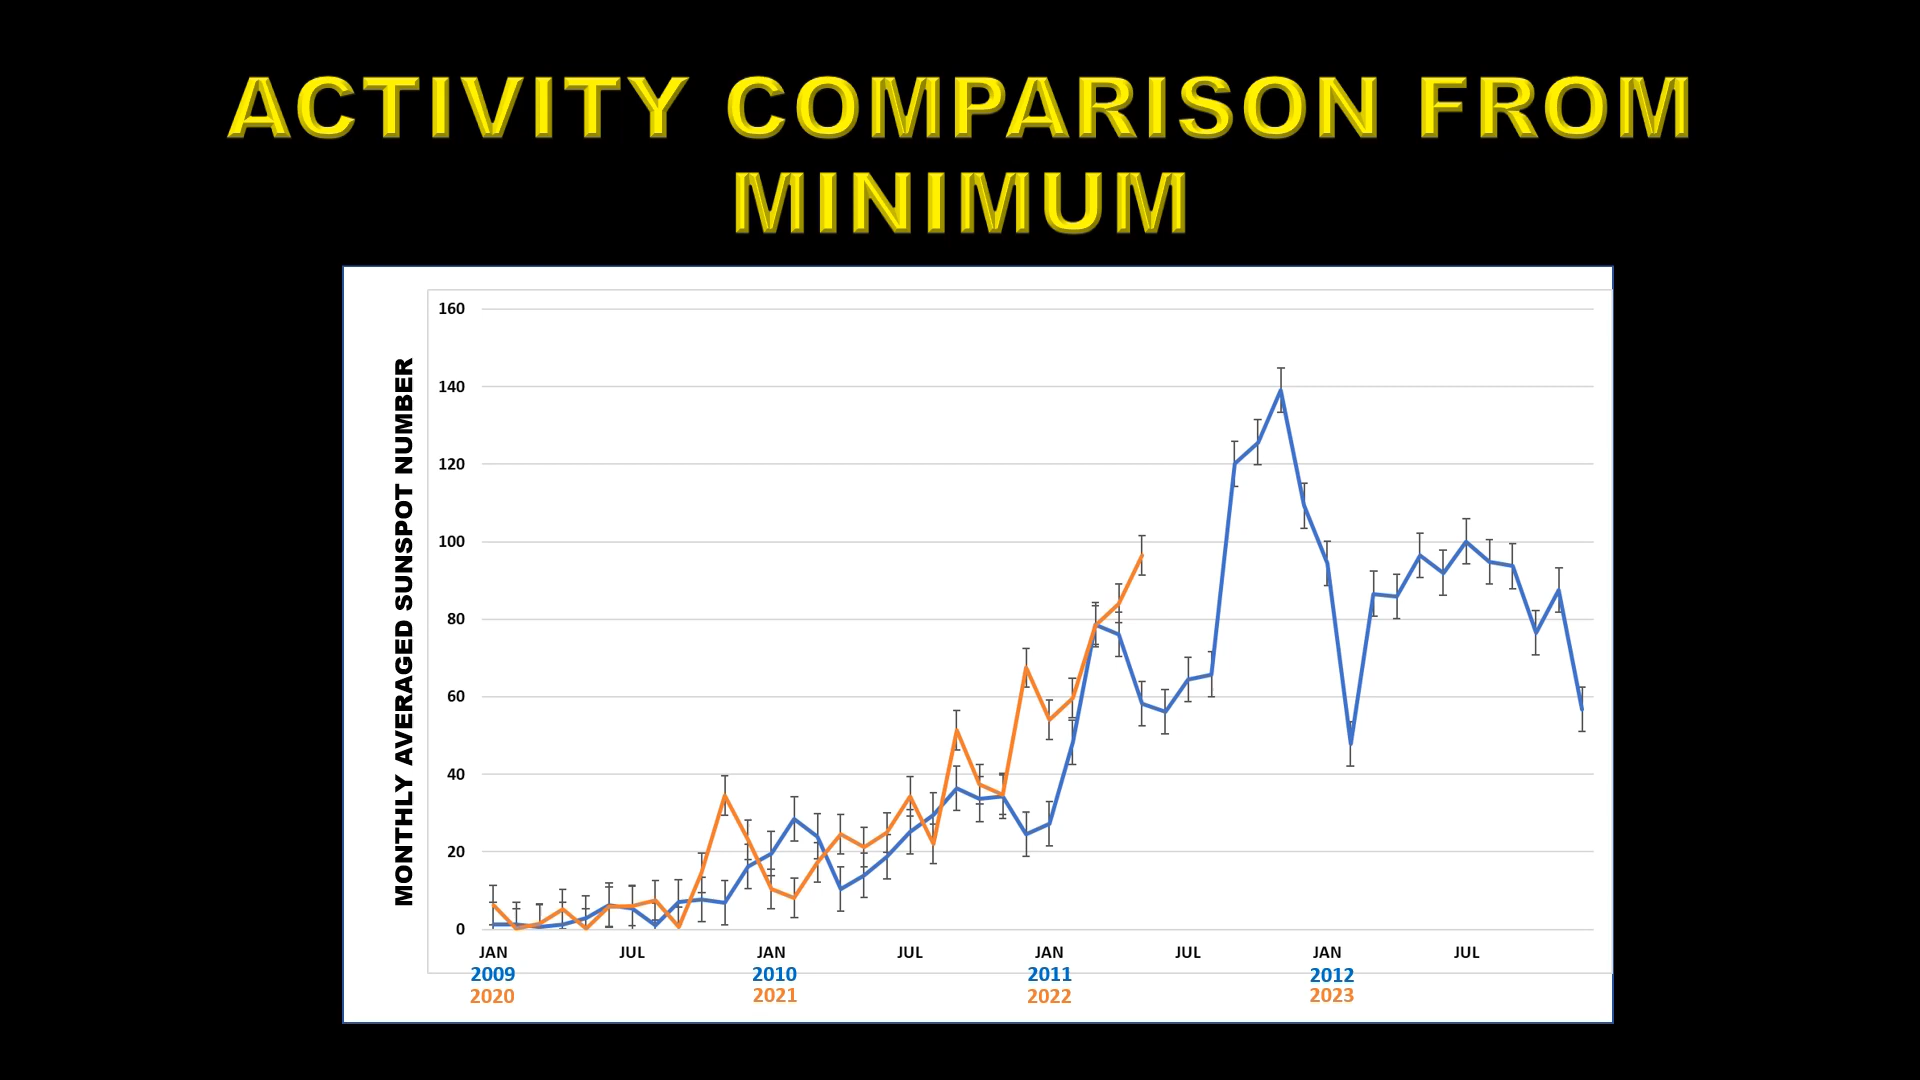 ACTIVITY COMPARISON FROM
MINIMUM
MONTHLY AVERAGED SUNSPOT NUMBER
160
140
120
100
80
60
40
20
0
JAN JUL JAN JUL JAN JUL JAN JUL
2009 2010 2011 2012
2020 2021 2022 2023